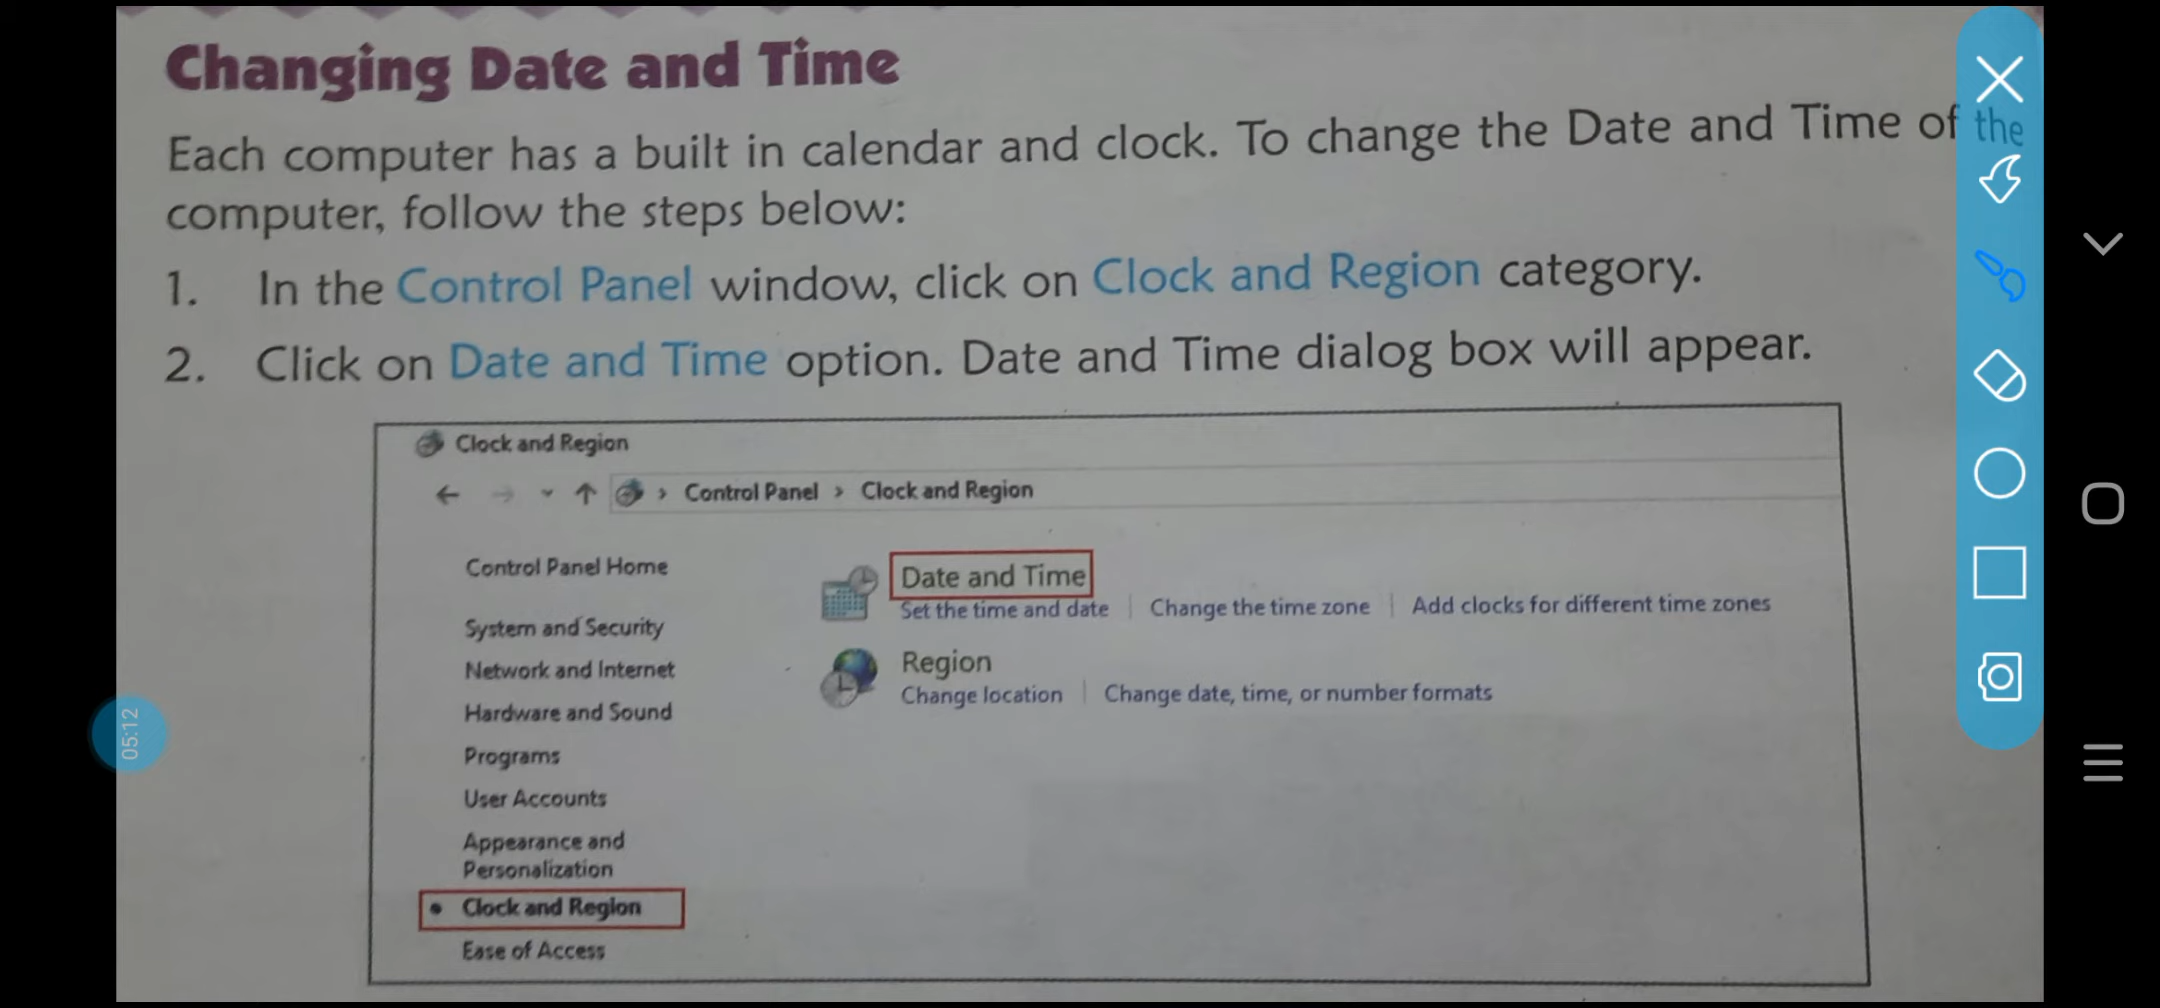 Changing Date and Time
Each computer has a built in calendar and clock. To change the Date and Time of the
computer, follow the steps below:
1. In the Control Panel window, click on Clock and Region category.
2. Click on Date and Time option. Date and Time dialog box will appear.
Clock and Region
Control Panel > Clock and Region
Control Panel Home
System and Security
Network and Internet
Hardware and Sound
Programs
User Accounts
Appearance and
Personalization
Clock and Region
Ease of Access
Date and Time
Set the time and date | Change the time zone | Add clocks for different time zones
Region
Change location | Change date, time, or number formats
05:12